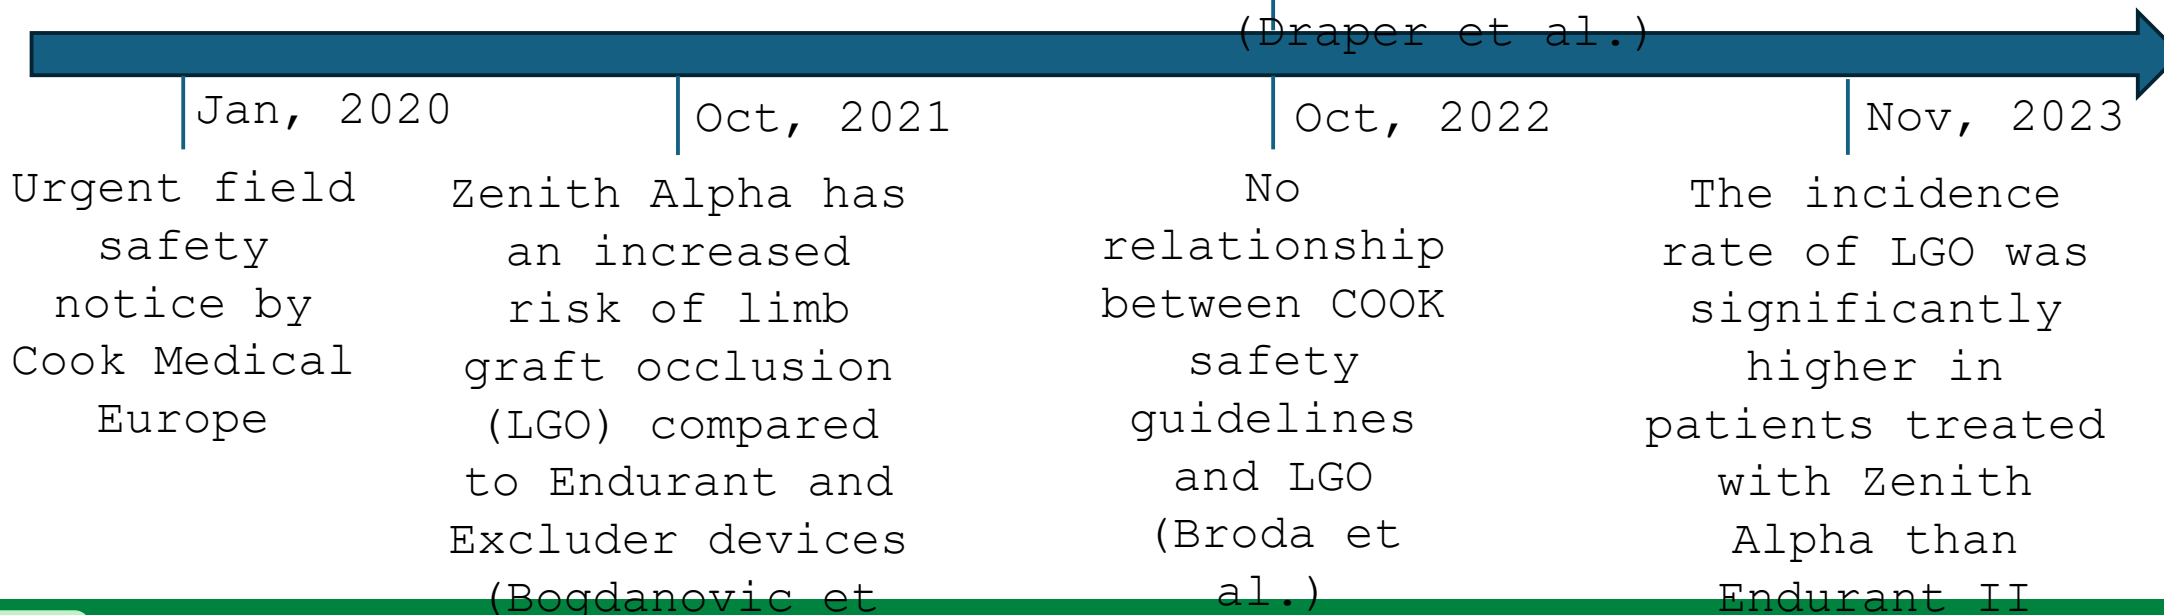 (Draper et al.)
Jan, 2020
Oct, 2021
Oct, 2022
Nov, 2023
Urgent field
safety
notice by
Cook Medical
Europe
Zenith Alpha has
an increased
risk of limb
graft occlusion
(LGO) compared
to Endurant and
Excluder devices
(Bogdanovic et
No
relationship
between COOK
safety
guidelines
and LGO
(Broda et
al.)
The incidence
rate of LGO was
significantly
higher in
patients treated
with Zenith
Alpha than
Endurant II